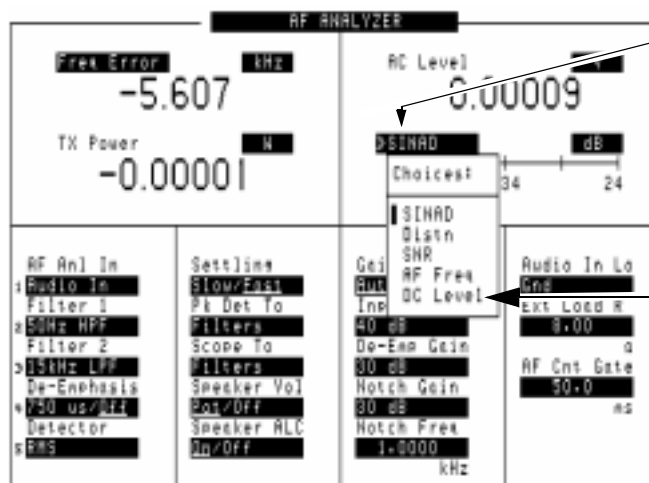 AF ANALYZER
Freq Error kHz
-5.607
TX Power W
-0.00001
AC Level
0.00009
SINAD dB
34 24
Choices:
SINAD
Distn
SNR
AF Freq
DC Level
AF Anl In
1 Audio In
Filter 1
2 50Hz HPF
Filter 2
3 15kHz LPF
De-Emphasis
4 750 us/Off
Detector
5 RMS
Settling
Slow/Fast
Pk Det To
Filters
Scope To
Filters
Speaker Vol
Pot/Off
Speaker ALC
On/Off
Gai
Aut
Inp
40 dB
De-Emp Gain
30 dB
Notch Gain
30 dB
Notch Freq
1.0000
kHz
Audio In Lo
Gnd
Ext Load R
8.00
Ω
AF Cnt Gate
50.0
ms